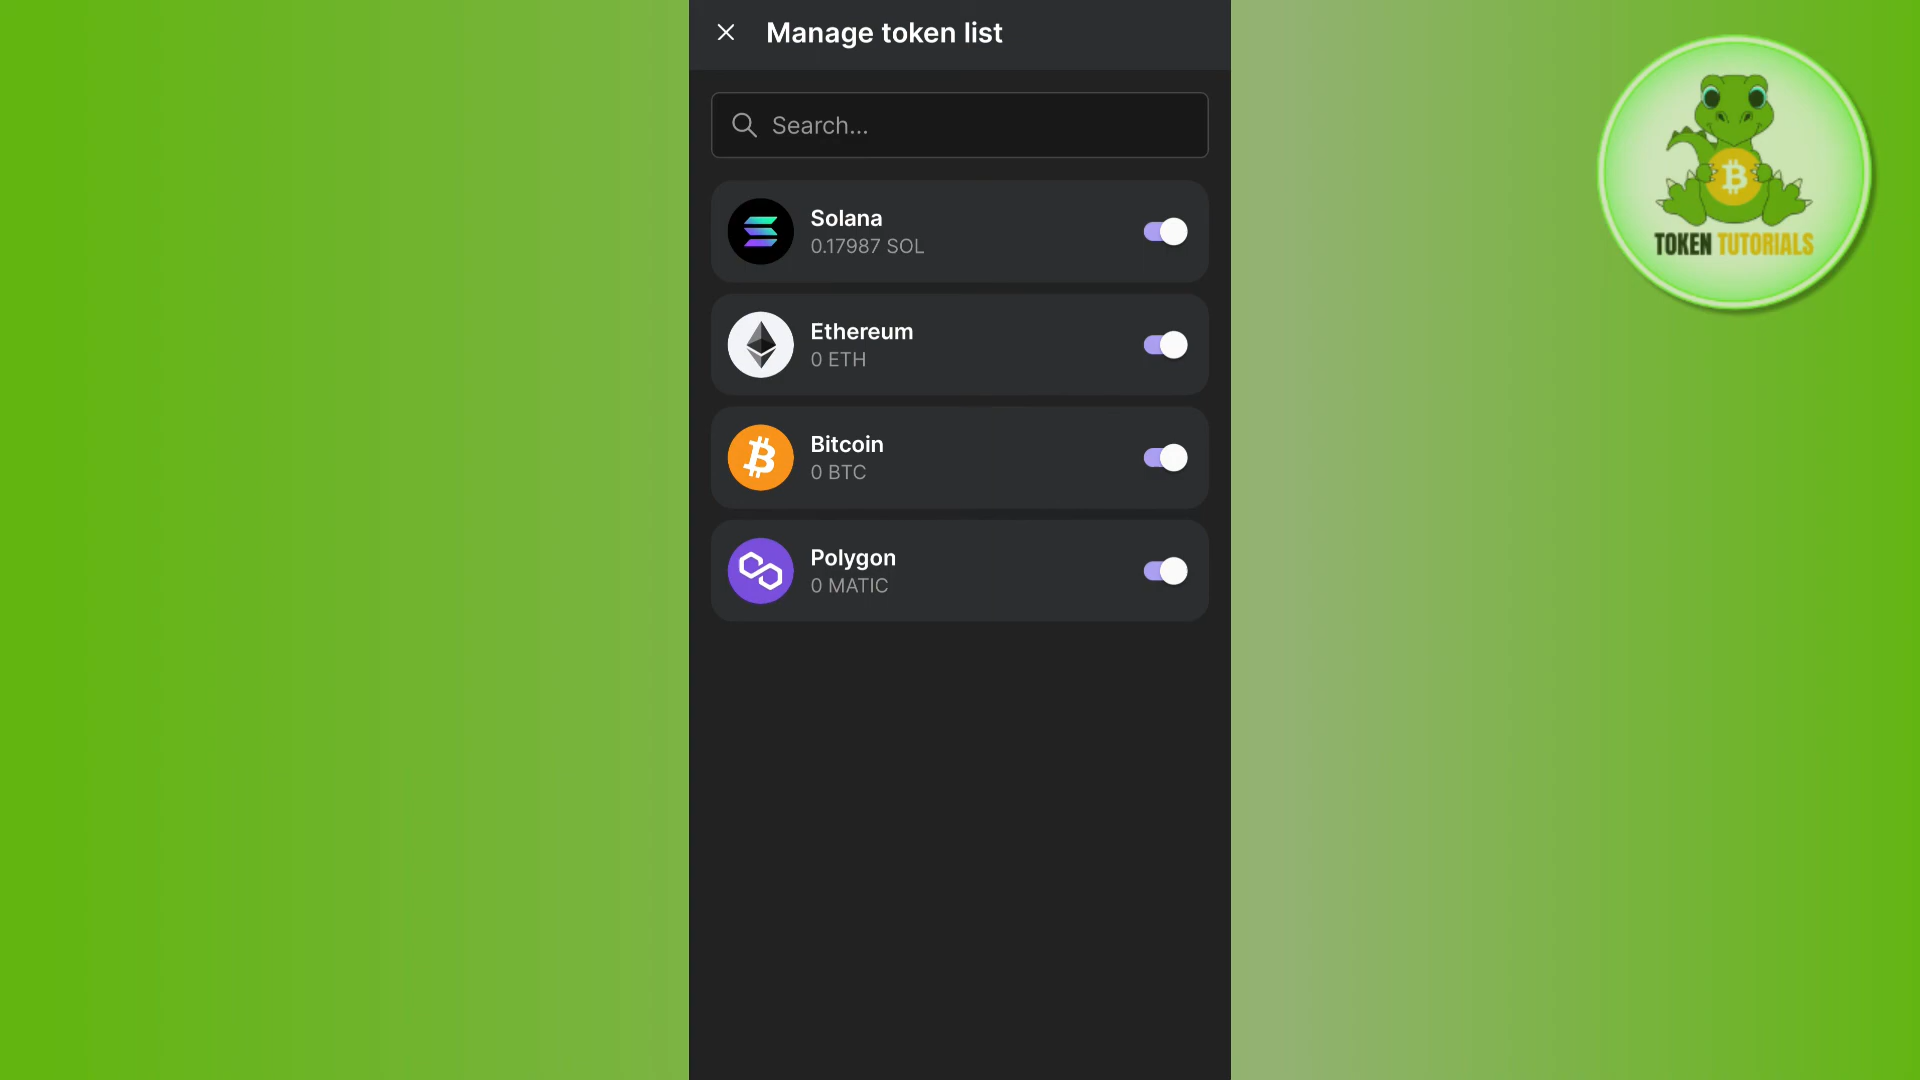 Manage token list
Search...
Solana
0.17987 SOL
Ethereum
0 ETH
Bitcoin
0 BTC
Polygon
0 MATIC
TOKEN TUTORIALS